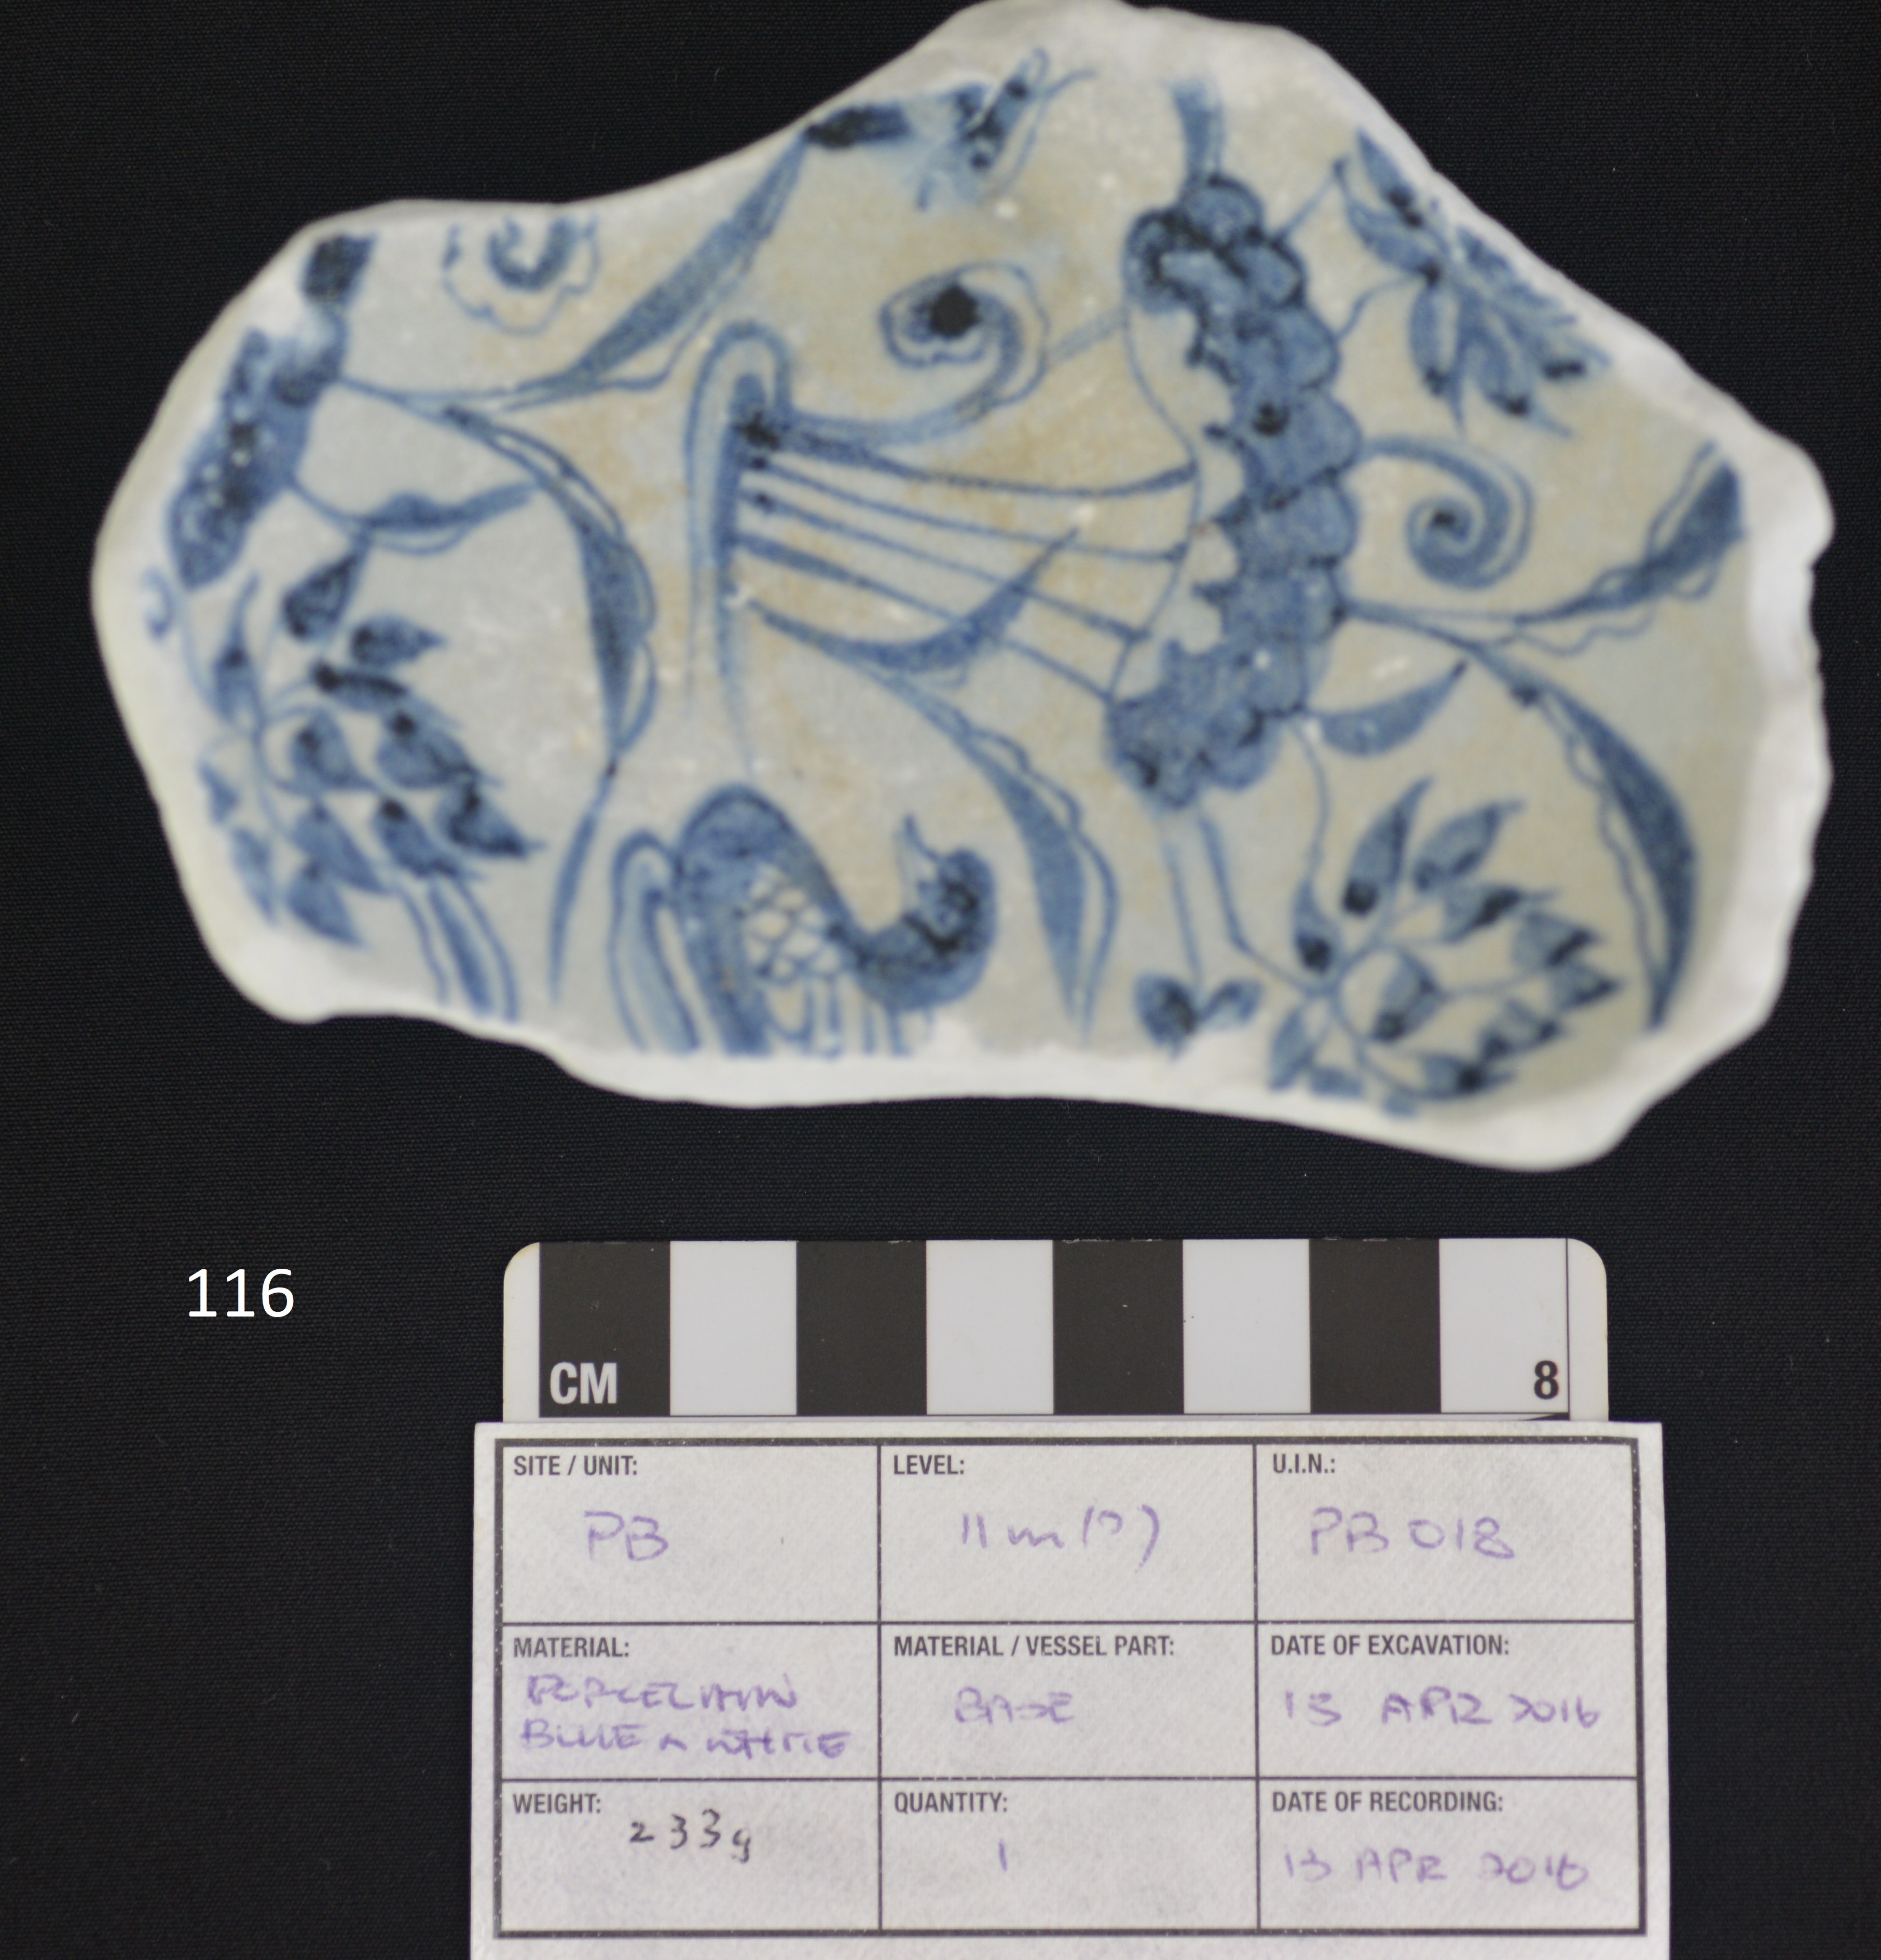 116
CM 8
SITE / UNIT: LEVEL: U.I.N.:
PB 11m(?) PB 018
MATERIAL: MATERIAL / VESSEL PART: DATE OF EXCAVATION:
PORCELAIN BASE 13 APR 2016
BLUE n WHITE
WEIGHT: QUANTITY: DATE OF RECORDING:
233g 1 13 APR 2016